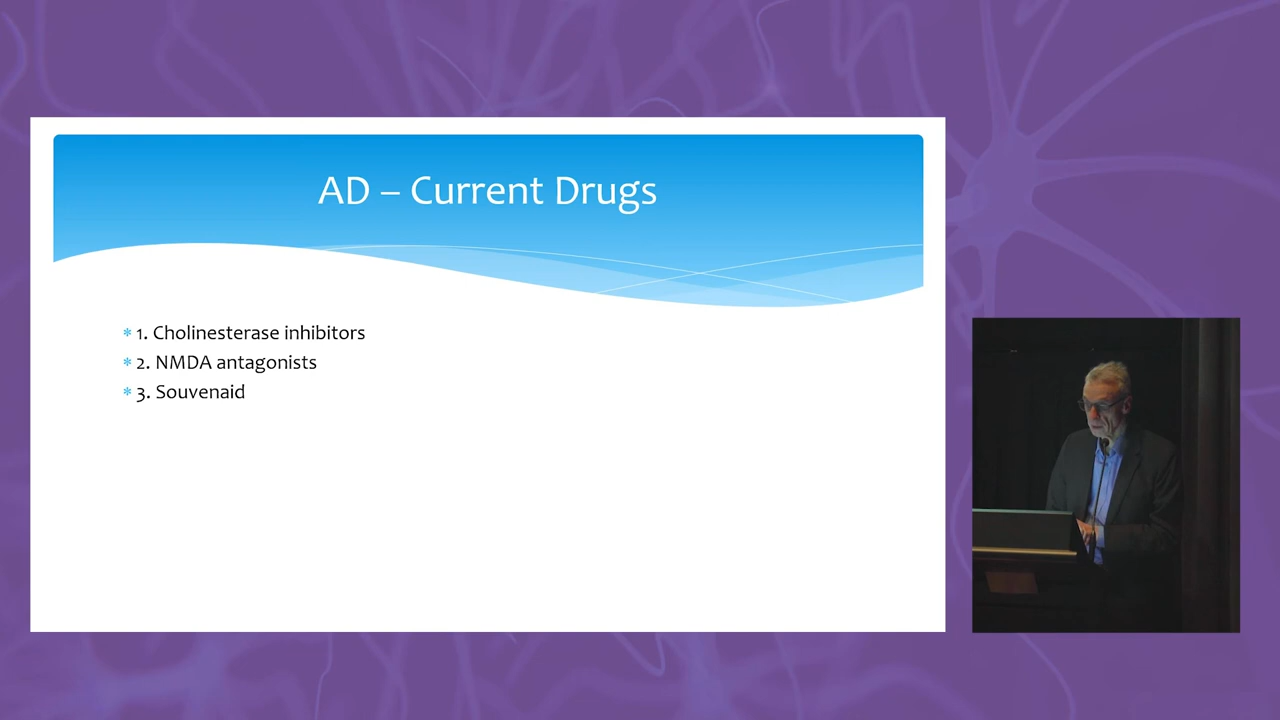 AD – Current Drugs
* 1. Cholinesterase inhibitors
* 2. NMDA antagonists
* 3. Souvenaid